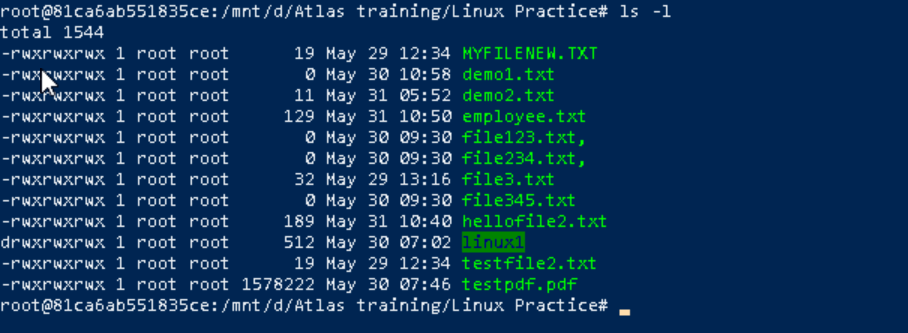 root@81ca6ab551835ce:/mnt/d/Atlas training/Linux Practice# ls -l
total 1544
-rwxrwxrwx 1 root root      19 May 29 12:34 MYFILENEW.TXT
-rwxrwxrwx 1 root root       0 May 30 10:58 demo1.txt
-rwxrwxrwx 1 root root      11 May 31 05:52 demo2.txt
-rwxrwxrwx 1 root root     129 May 31 10:50 employee.txt
-rwxrwxrwx 1 root root       0 May 30 09:30 file123.txt,
-rwxrwxrwx 1 root root       0 May 30 09:30 file234.txt,
-rwxrwxrwx 1 root root      32 May 29 13:16 file3.txt
-rwxrwxrwx 1 root root       0 May 30 09:30 file345.txt
-rwxrwxrwx 1 root root     189 May 31 10:40 hellofile2.txt
drwxrwxrwx 1 root root     512 May 30 07:02 linux1
-rwxrwxrwx 1 root root      19 May 29 12:34 testfile2.txt
-rwxrwxrwx 1 root root 1578222 May 30 07:46 testpdf.pdf
root@81ca6ab551835ce:/mnt/d/Atlas training/Linux Practice#